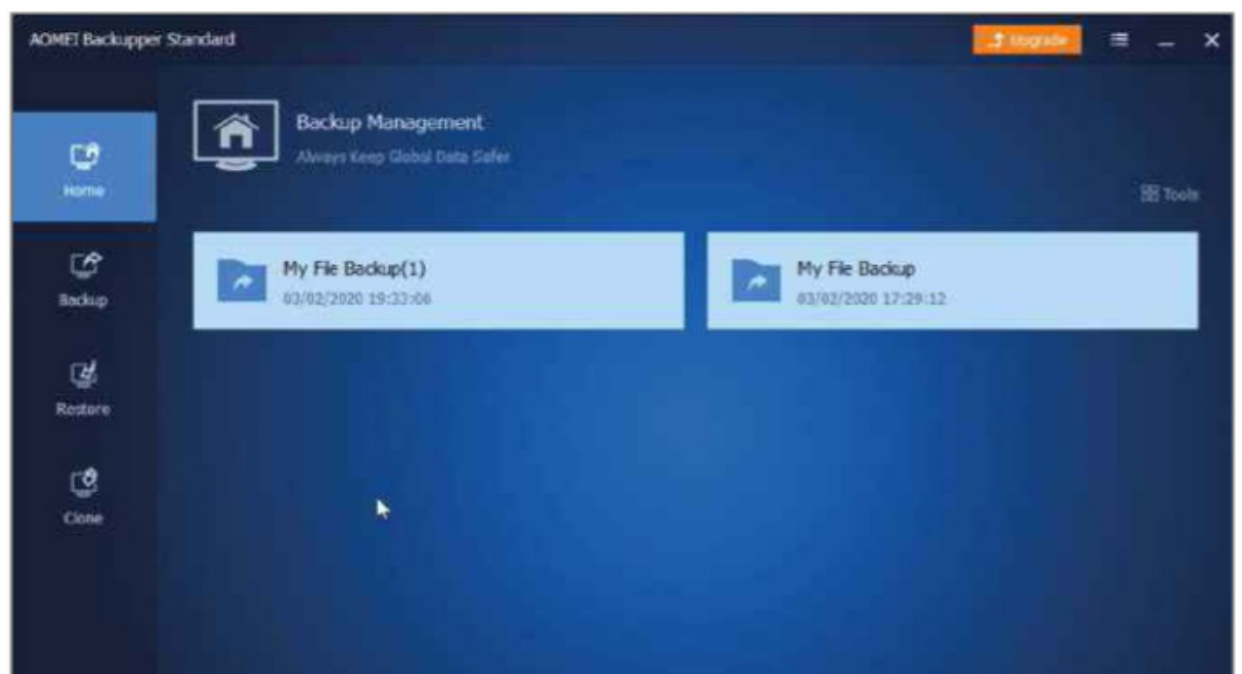 AOMEI Backupper Standard
Upgrade
Backup Management
Always Keep Global Data Safer
Home
Tools
My File Backup(1)
03/02/2020 19:33:06
My File Backup
03/02/2020 17:29:12
Backup
Restore
Clone